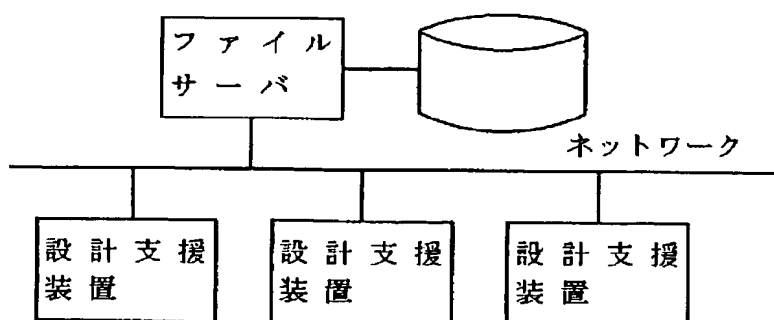 ファイル
サーバ
ネットワーク
設計支援
装置
設計支援
装置
設計支援
装置